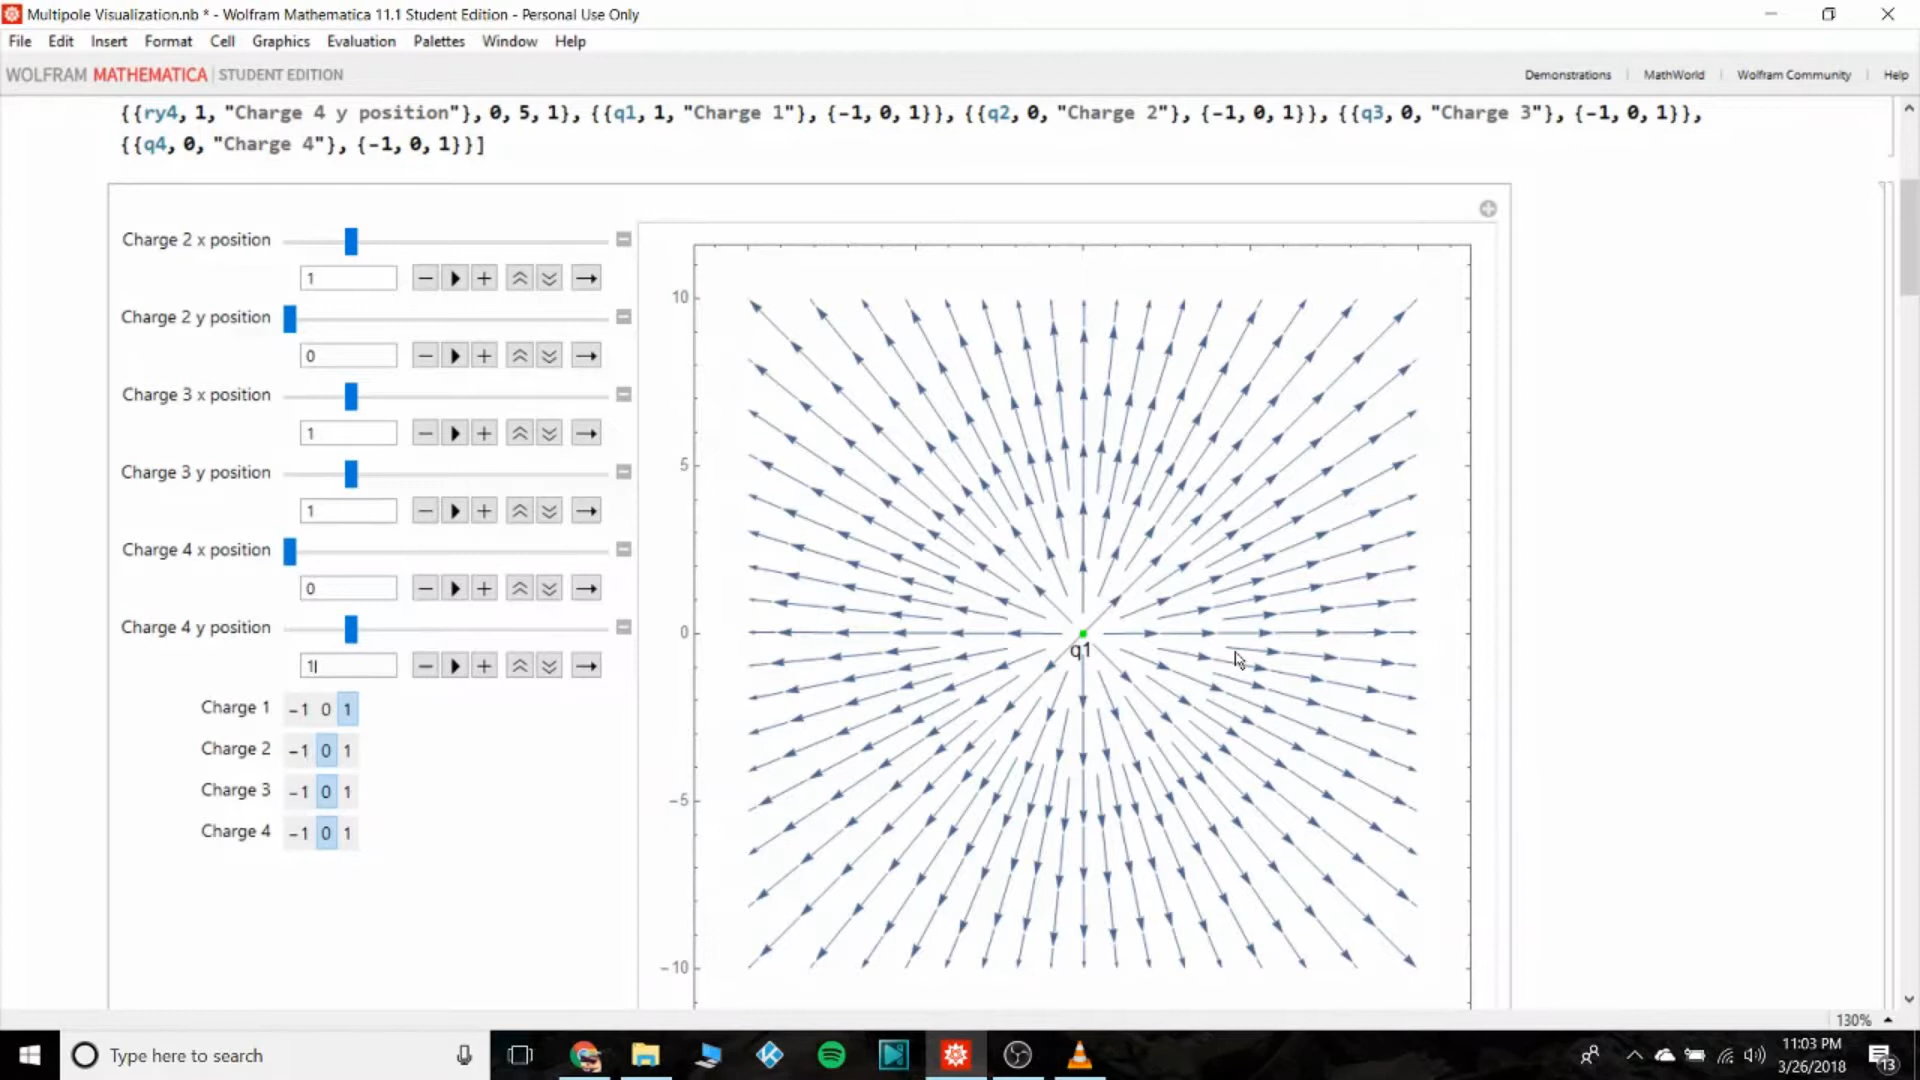 Multipole Visualization.nb * - Wolfram Mathematica 11.1 Student Edition - Personal Use Only
File Edit Insert Format Cell Graphics Evaluation Palettes Window Help
WOLFRAM MATHEMATICA | STUDENT EDITION
Demonstrations | MathWorld | Wolfram Community | Help
{{ry4, 1, "Charge 4 y position"}, 0, 5, 1}, {{q1, 1, "Charge 1"}, {-1, 0, 1}}, {{q2, 0, "Charge 2"}, {-1, 0, 1}}, {{q3, 0, "Charge 3"}, {-1, 0, 1}},
{{q4, 0, "Charge 4"}, {-1, 0, 1}}]
Charge 2 x position
1
Charge 2 y position
0
Charge 3 x position
1
Charge 3 y position
1
Charge 4 x position
0
Charge 4 y position
1
Charge 1 -1 0 1
Charge 2 -1 0 1
Charge 3 -1 0 1
Charge 4 -1 0 1
10
5
0
q1
-5
-10
130%
Type here to search
11:03 PM
3/26/2018
13